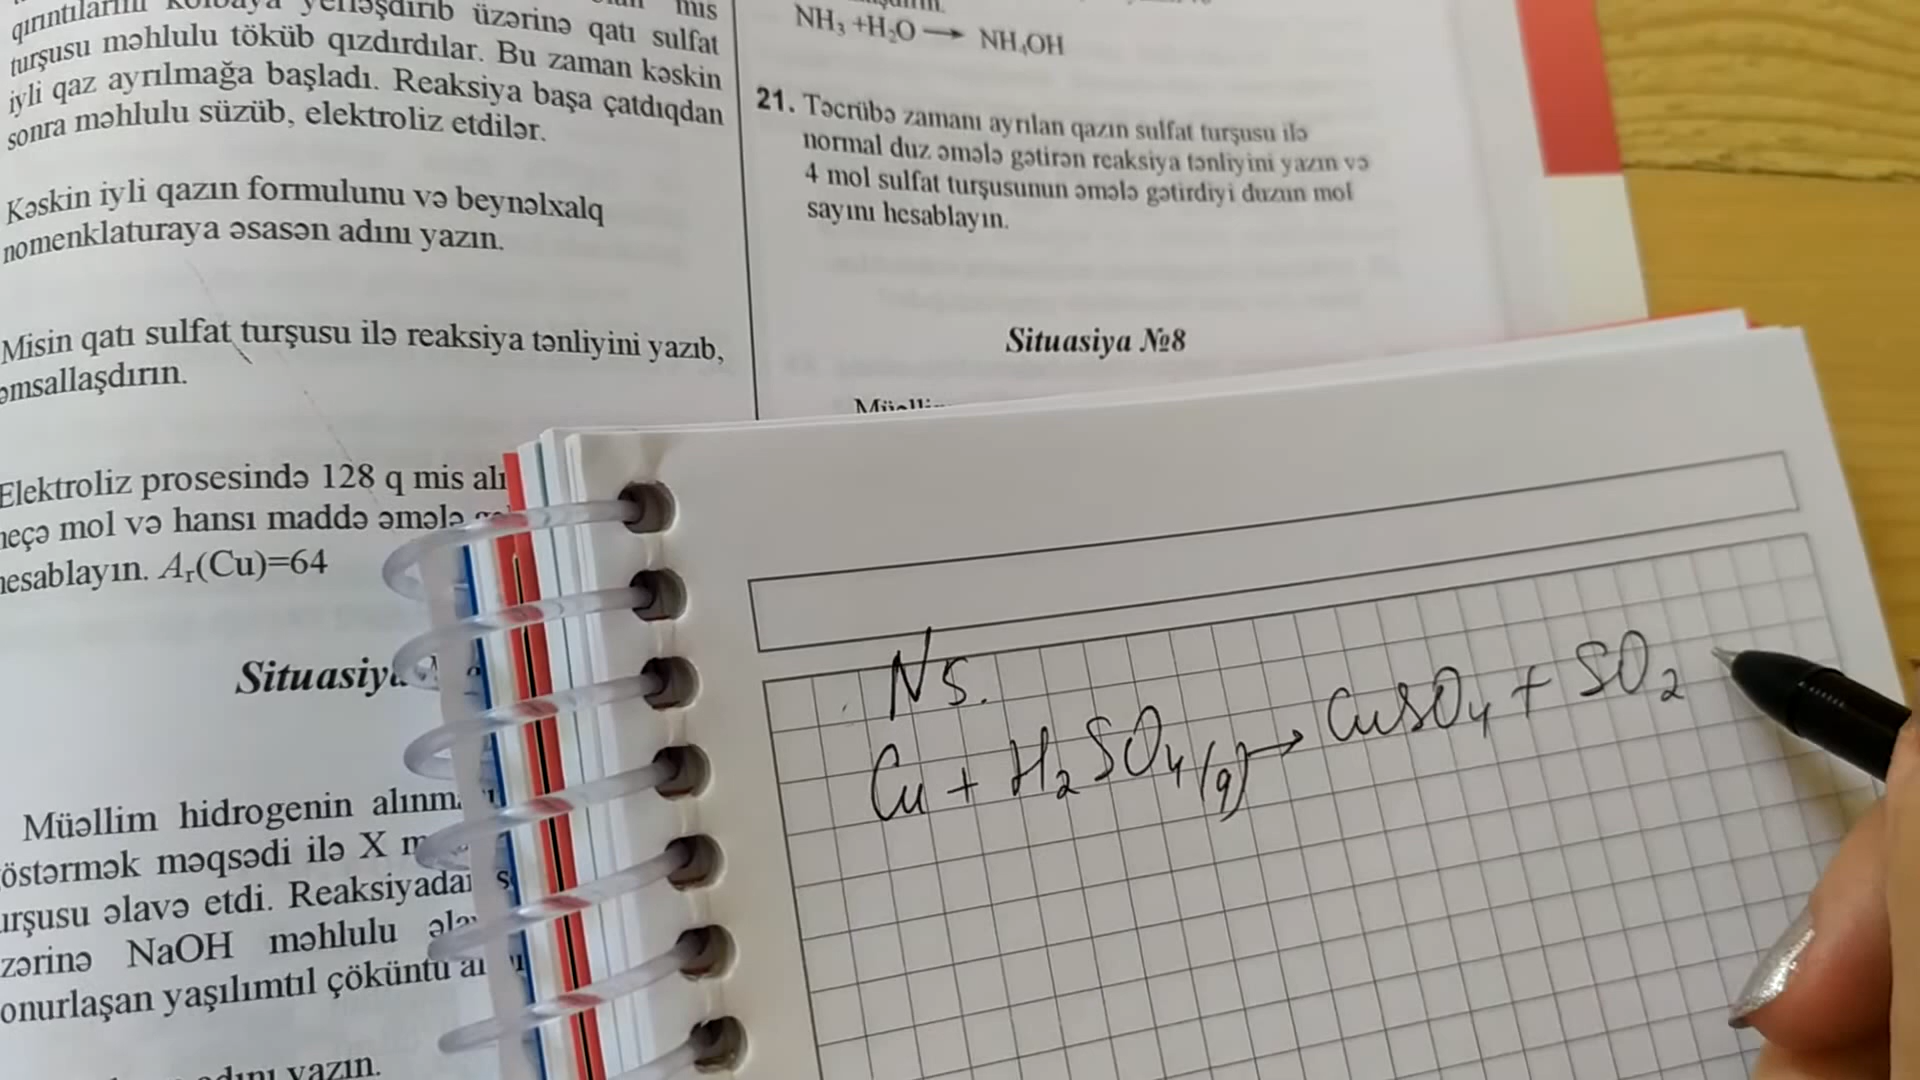 mis
qırıntılarını kolbaya yerləşdirib üzərinə qatı sulfat
turşusu məhlulu töküb qızdırdılar. Bu zaman kəskin
iyli qaz ayrılmağa başladı. Reaksiya başa çatdıqdan
sonra məhlulu süzüb, elektroliz etdilər.
Kəskin iyli qazın formulunu və beynəlxalq
nomenklaturaya əsasən adını yazın.
Misin qatı sulfat turşusu ilə reaksiya tənliyini yazıb,
əmsallaşdırın.
Elektroliz prosesində 128 q mis alı
neçə mol və hansı maddə əmələ
hesablayın. Aᵣ(Cu)=64
Situasiya
Müəllim hidrogenin alınma
göstərmək məqsədi ilə X m
turşusu əlavə etdi. Reaksiyadan s
üzərinə NaOH məhlulu əlav
qonurlaşan yaşılımtıl çöküntü al
adını yazın.
NH₃ +H₂O → NH₄OH
21. Təcrübə zamanı ayrılan qazın sulfat turşusu ilə
normal duz əmələ gətirən reaksiya tənliyini yazın və
4 mol sulfat turşusunun əmələ gətirdiyi duzun mol
sayını hesablayın.
Situasiya №8
N5.
Cu + H₂SO₄(q) → CuSO₄ + SO₂